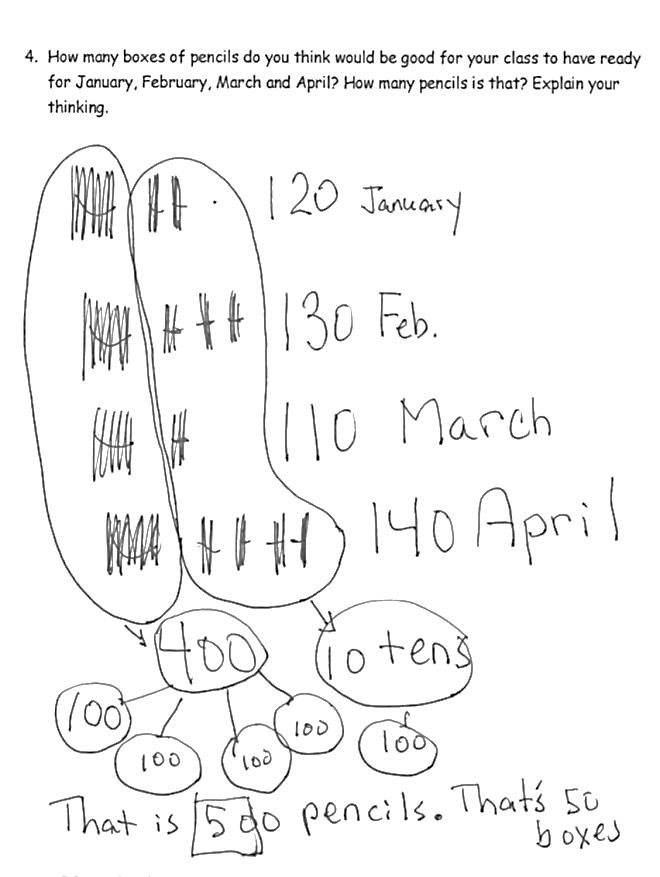 4. How many boxes of pencils do you think would be good for your class to have ready
for January, February, March and April? How many pencils is that? Explain your
thinking.
120 January
130 Feb.
110 March
140 April
400 10 tens
100 100 100 100 100
That is 500 pencils. That's 50
boxes